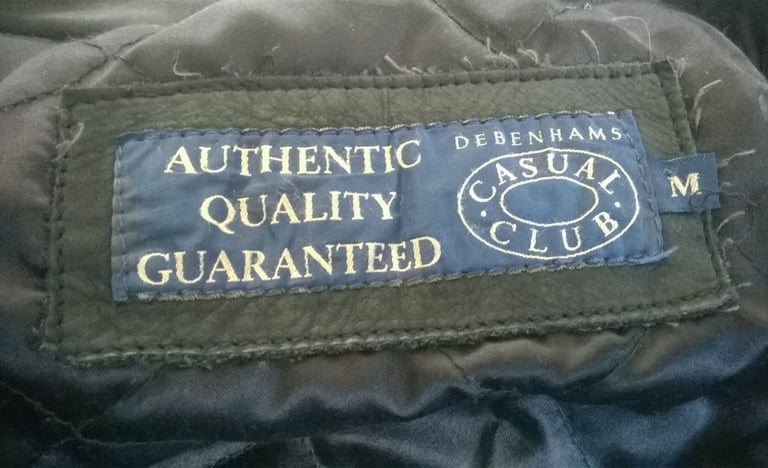 AUTHENTIC
QUALITY
GUARANTEED
DEBENHAMS
CASUAL
CLUB
M